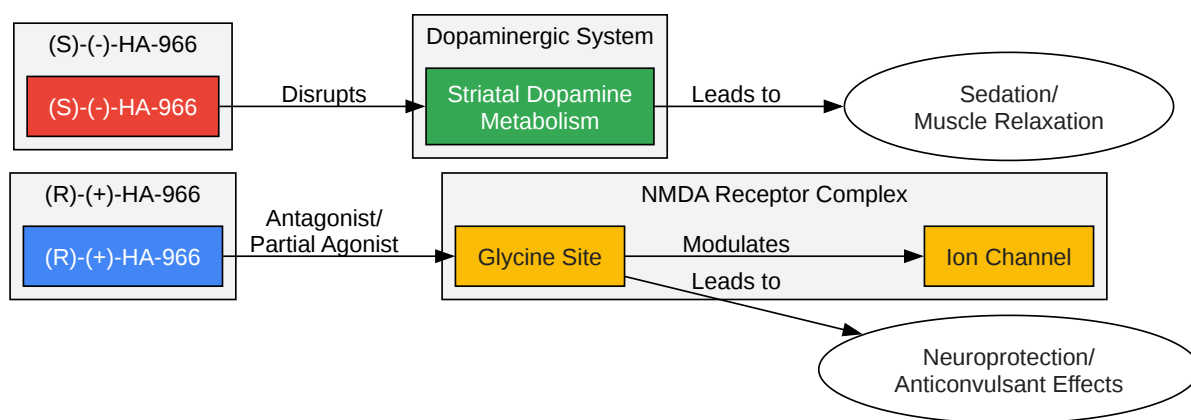 (S)-(-)-HA-966
(S)-(-)-HA-966
Disrupts
Dopaminergic System
Striatal Dopamine
Metabolism
Leads to
Sedation/
Muscle Relaxation
(R)-(+)-HA-966
(R)-(+)-HA-966
Antagonist/
Partial Agonist
NMDA Receptor Complex
Glycine Site
Modulates
Ion Channel
Leads to
Neuroprotection/
Anticonvulsant Effects